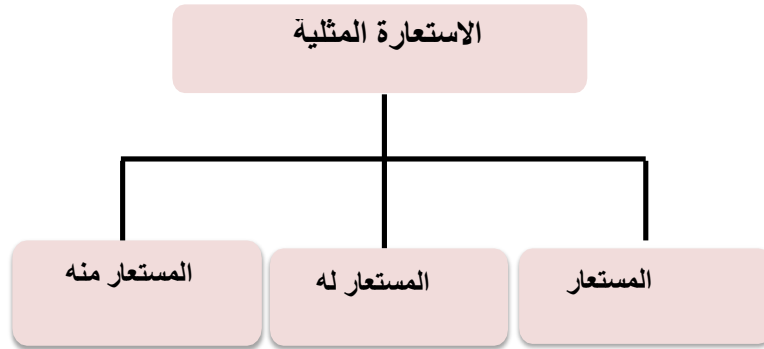 الاستعارة المثلية
المستعار
المستعار له
المستعار منه